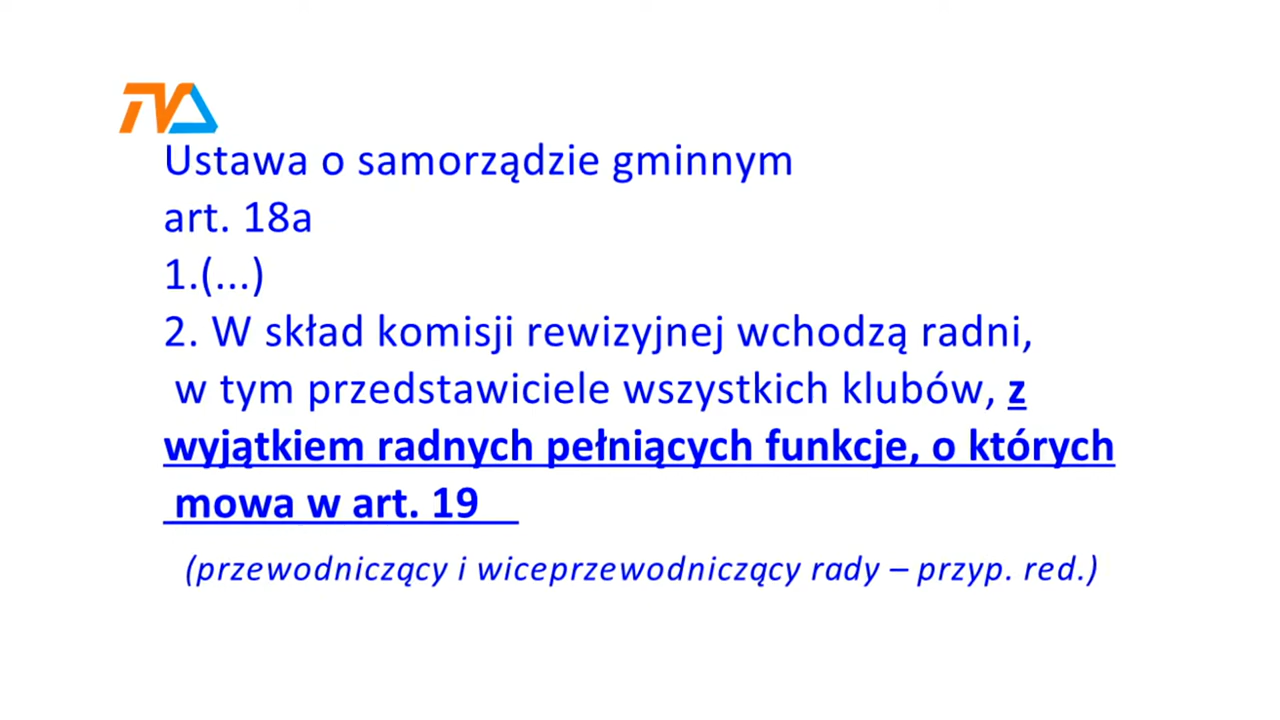 TVA
Ustawa o samorządzie gminnym
art. 18a
1.(...)
2. W skład komisji rewizyjnej wchodzą radni,
w tym przedstawiciele wszystkich klubów, z
wyjątkiem radnych pełniących funkcje, o których
mowa w art. 19
(przewodniczący i wiceprzewodniczący rady – przyp. red.)